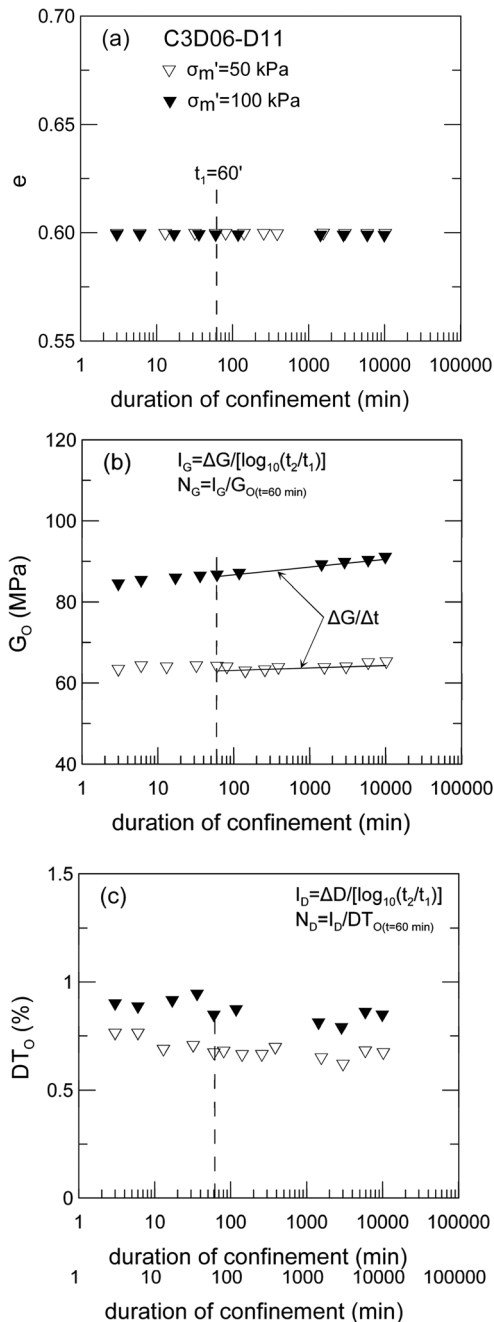 (a) C3D06-D11
▽ σm'=50 kPa
▼ σm'=100 kPa
t1=60'
0.70
0.65
0.60
0.55
e
1 10 100 1000 10000 100000
duration of confinement (min)
(b) IG=ΔG/[log10(t2/t1)]
NG=IG/GO(t=60 min)
120
100
80
60
40
GO (MPa)
ΔG/Δt
1 10 100 1000 10000 100000
duration of confinement (min)
(c) ID=ΔD/[log10(t2/t1)]
ND=ID/DTO(t=60 min)
1.5
1
0.5
0
DTO (%)
1 10 100 1000 10000 100000
duration of confinement (min)
1 10 100 1000 10000 100000
duration of confinement (min)